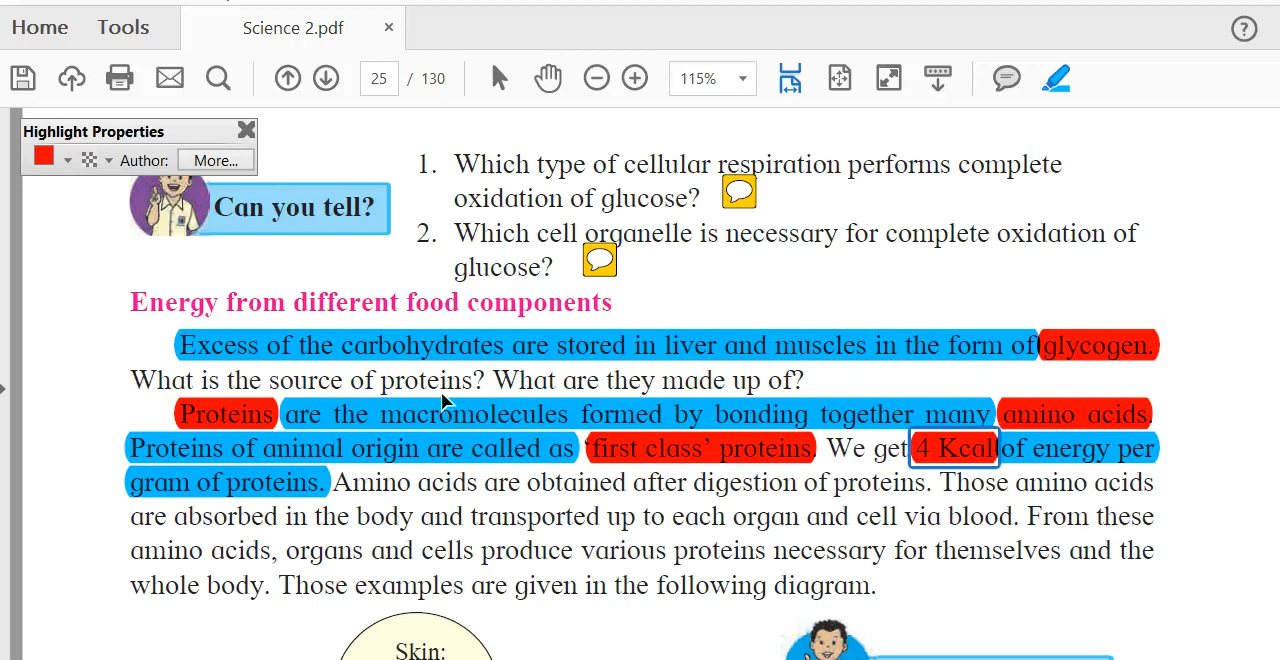 Home Tools Science 2.pdf
25 / 130 115%
Highlight Properties
Author: More...
Can you tell?
1. Which type of cellular respiration performs complete
oxidation of glucose?
2. Which cell organelle is necessary for complete oxidation of
glucose?
Energy from different food components
Excess of the carbohydrates are stored in liver and muscles in the form of glycogen.
What is the source of proteins? What are they made up of?
Proteins are the macromolecules formed by bonding together many amino acids.
Proteins of animal origin are called as ‘first class’ proteins. We get 4 Kcal of energy per
gram of proteins. Amino acids are obtained after digestion of proteins. Those amino acids
are absorbed in the body and transported up to each organ and cell via blood. From these
amino acids, organs and cells produce various proteins necessary for themselves and the
whole body. Those examples are given in the following diagram.
Skin: